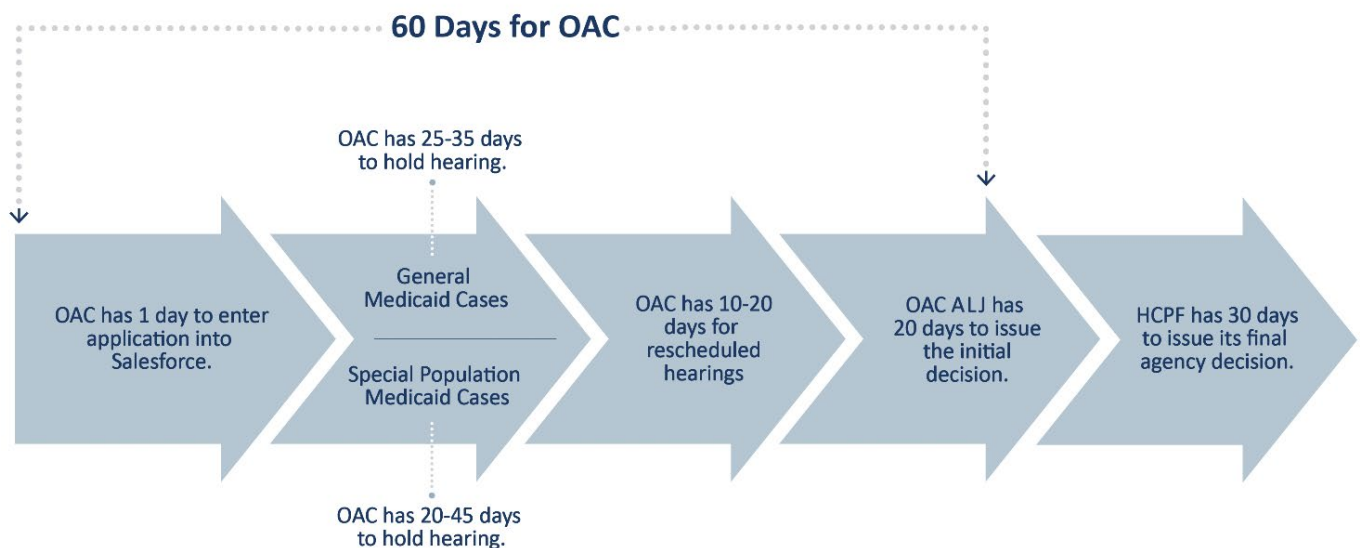 60 Days for OAC
OAC has 25-35 days
to hold hearing.
OAC has 1 day to enter
application into
Salesforce.
General
Medicaid Cases
Special Population
Medicaid Cases
OAC has 20-45 days
to hold hearing.
OAC has 10-20
days for
rescheduled
hearings
OAC ALJ has
20 days to issue
the initial
decision.
HCPF has 30 days
to issue its final
agency decision.